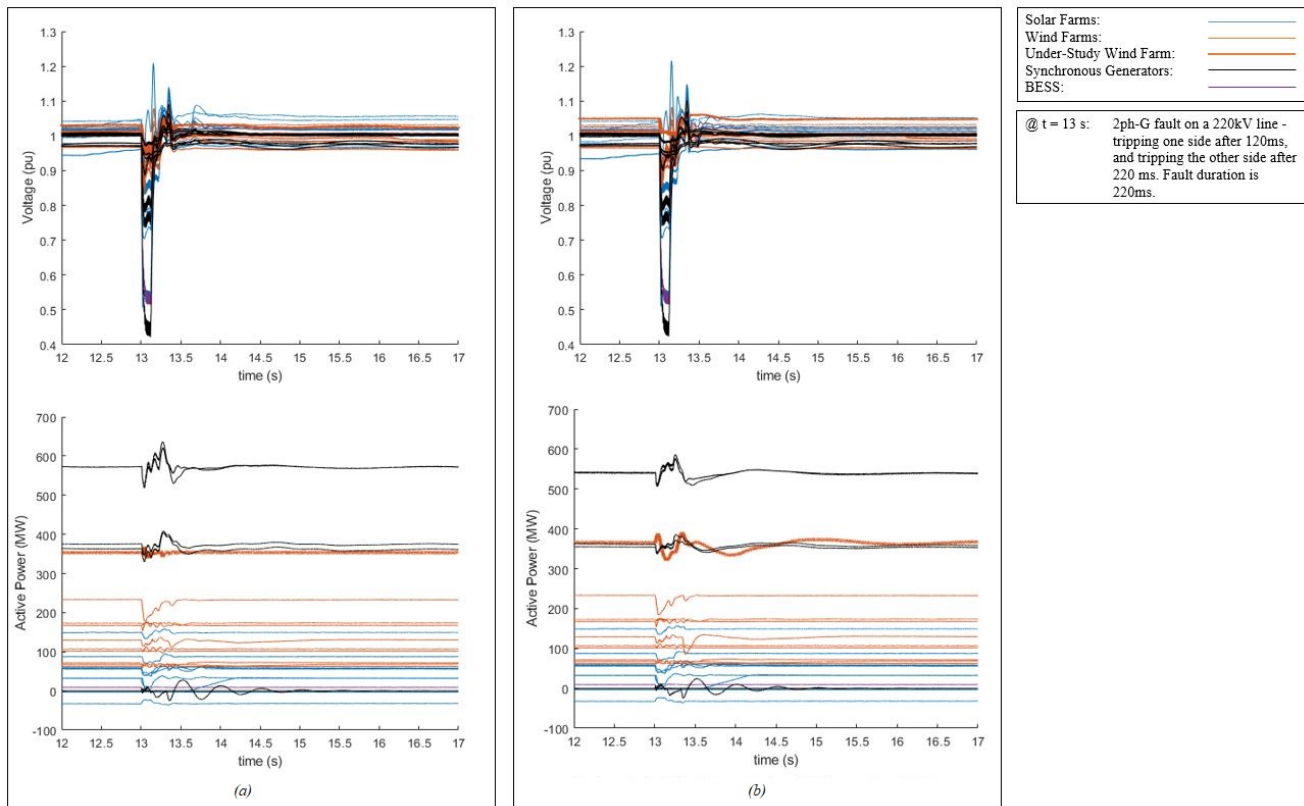 1.3
1.2
1.1
1
0.9
0.8
0.7
0.6
0.5
0.4
Voltage (pu)
12 12.5 13 13.5 14 14.5 15 15.5 16 16.5 17
time (s)
700
600
500
400
300
200
100
0
-100
Active Power (MW)
12 12.5 13 13.5 14 14.5 15 15.5 16 16.5 17
time (s)
(a)
1.3
1.2
1.1
1
0.9
0.8
0.7
0.6
0.5
0.4
Voltage (pu)
12 12.5 13 13.5 14 14.5 15 15.5 16 16.5 17
time (s)
700
600
500
400
300
200
100
0
-100
Active Power (MW)
12 12.5 13 13.5 14 14.5 15 15.5 16 16.5 17
time (s)
(b)
Solar Farms:
Wind Farms:
Under-Study Wind Farm:
Synchronous Generators:
BESS:
@ t = 13 s: 2ph-G fault on a 220kV line -
tripping one side after 120ms,
and tripping the other side after
220 ms. Fault duration is
220ms.